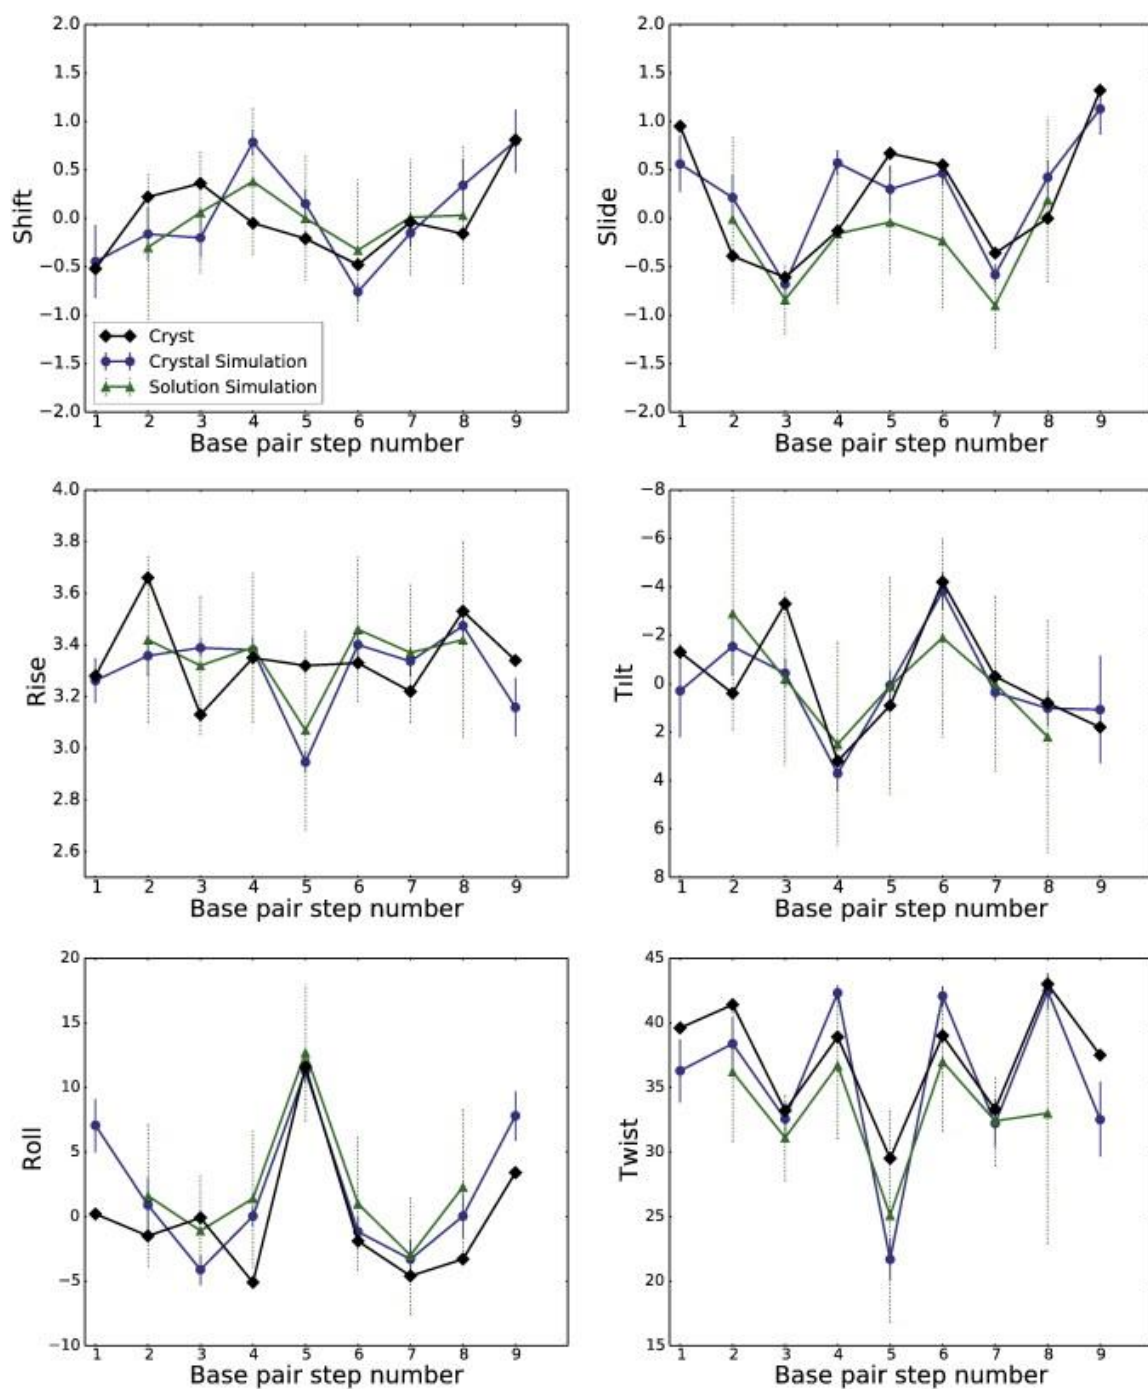 2.0
1.5
1.0
0.5
0.0
−0.5
−1.0
−1.5
−2.0
Shift
Cryst
Crystal Simulation
Solution Simulation
1 2 3 4 5 6 7 8 9
Base pair step number
2.0
1.5
1.0
0.5
0.0
−0.5
−1.0
−1.5
−2.0
Slide
1 2 3 4 5 6 7 8 9
Base pair step number
4.0
3.8
3.6
3.4
3.2
3.0
2.8
2.6
Rise
1 2 3 4 5 6 7 8 9
Base pair step number
−8
−6
−4
−2
0
2
4
6
8
Tilt
1 2 3 4 5 6 7 8 9
Base pair step number
20
15
10
5
0
−5
−10
Roll
1 2 3 4 5 6 7 8 9
Base pair step number
45
40
35
30
25
20
15
Twist
1 2 3 4 5 6 7 8 9
Base pair step number